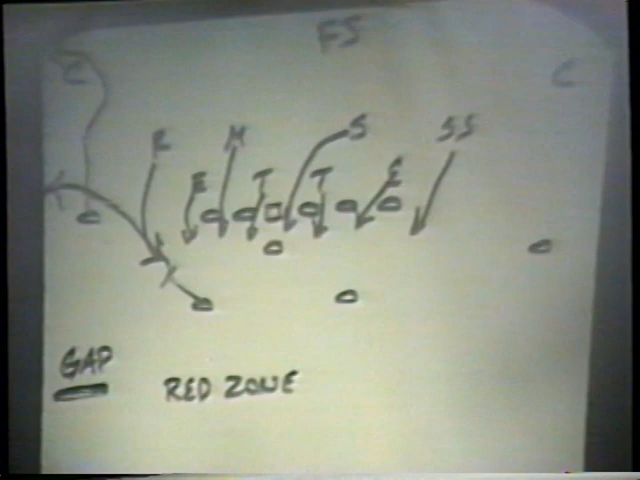 FS
C C
R M S SS
E T T E
GAP
RED ZONE